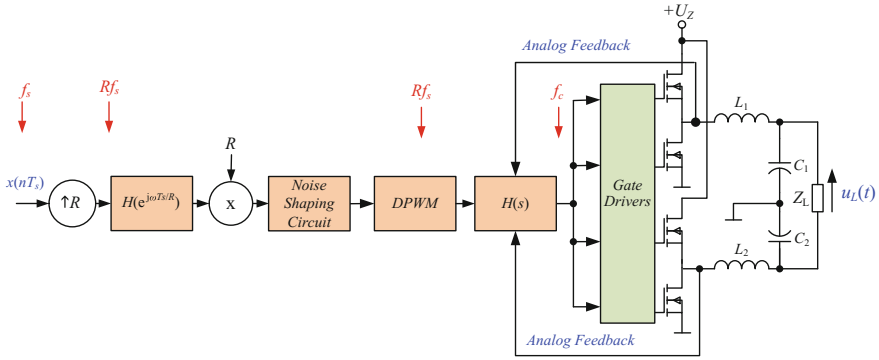 +U_Z
Analog Feedback
f_s
Rf_s
Rf_s
f_c
L_1
R
x(nT_s)
↑R
H(e^{jωTs/R})
x
Noise
Shaping
Circuit
DPWM
H(s)
Gate
Drivers
C_1
Z_L
u_L(t)
C_2
L_2
Analog Feedback